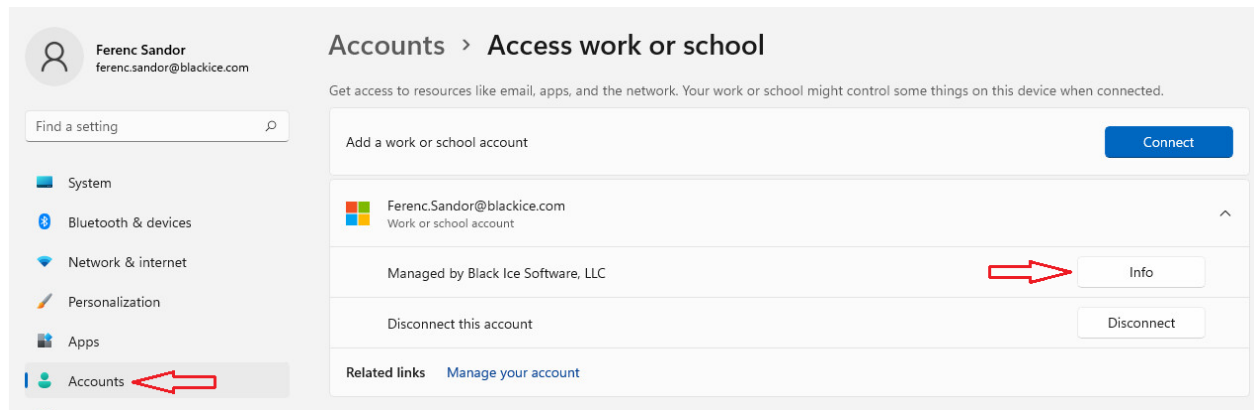 Ferenc Sandor
ferenc.sandor@blackice.com
Find a setting
System
Bluetooth & devices
Network & internet
Personalization
Apps
Accounts
Accounts > Access work or school
Get access to resources like email, apps, and the network. Your work or school might control some things on this device when connected.
Add a work or school account Connect
Ferenc.Sandor@blackice.com
Work or school account
Managed by Black Ice Software, LLC Info
Disconnect this account Disconnect
Related links Manage your account